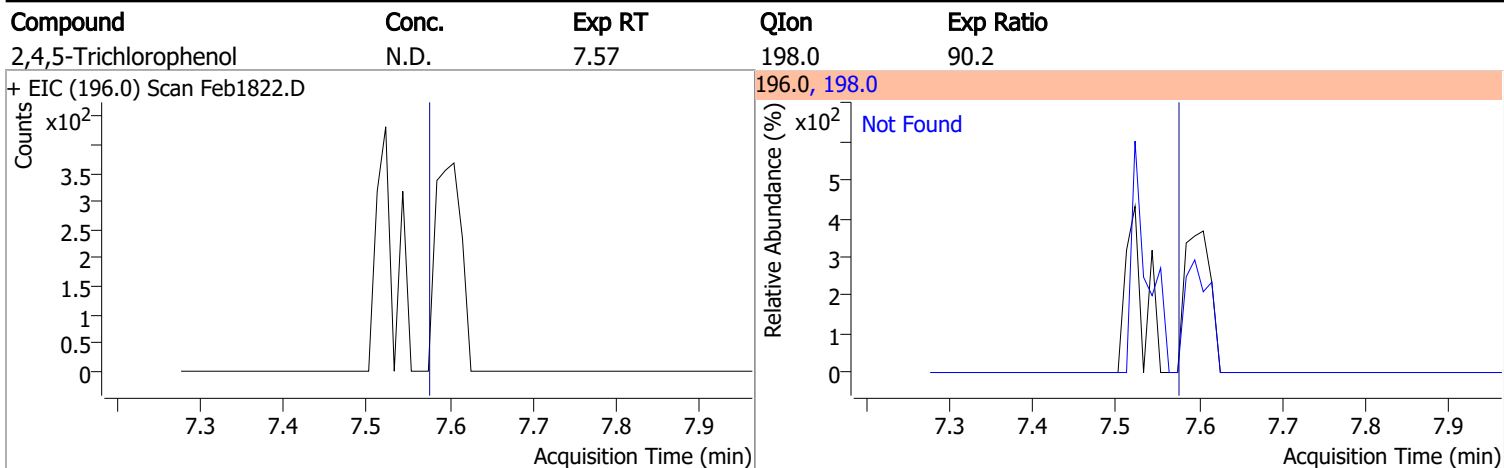 Compound Conc. Exp RT QIon Exp Ratio
2,4,5-Trichlorophenol N.D. 7.57 198.0 90.2
+ EIC (196.0) Scan Feb1822.D
Counts
x10²
3.5
3
2.5
2
1.5
1
0.5
0
7.3 7.4 7.5 7.6 7.7 7.8 7.9
Acquisition Time (min)
196.0, 198.0
Relative Abundance (%)
x10²
Not Found
5
4
3
2
1
0
7.3 7.4 7.5 7.6 7.7 7.8 7.9
Acquisition Time (min)